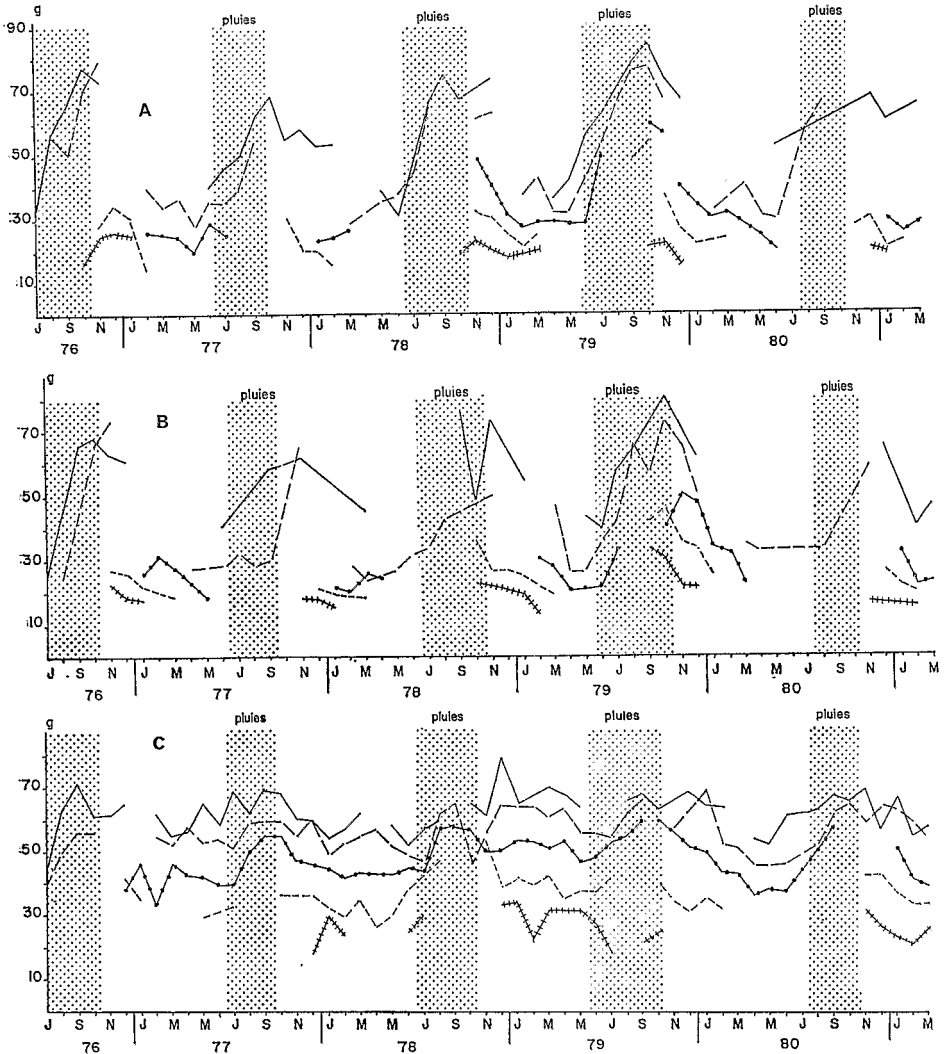 g
pluies pluies pluies pluies
90
70
50
30
10
A
J S N J M M J S N J M M J S N J M M J S N J M M J S N J M
76 77 78 79 80
g
pluies pluies pluies pluies
70
50
30
10
B
J S N J M M J S N J M M J S N J M M J S N J M M J S N J M
76 77 78 79 80
g
pluies pluies pluies pluies
70
50
30
10
C
J S N J M M J S N J M M J S N J M M J S N J M M J S N J M
76 77 78 79 80